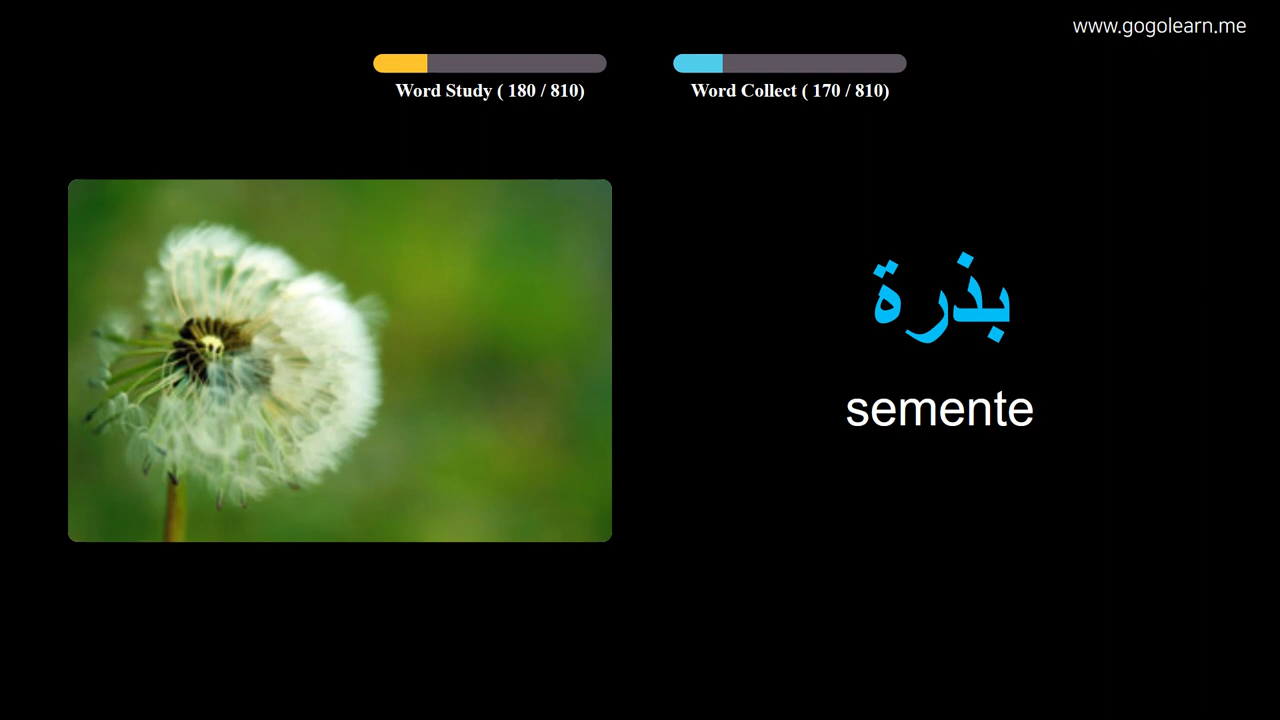 www.gogolearn.me
Word Study ( 180 / 810)
Word Collect ( 170 / 810)
بذرة
semente